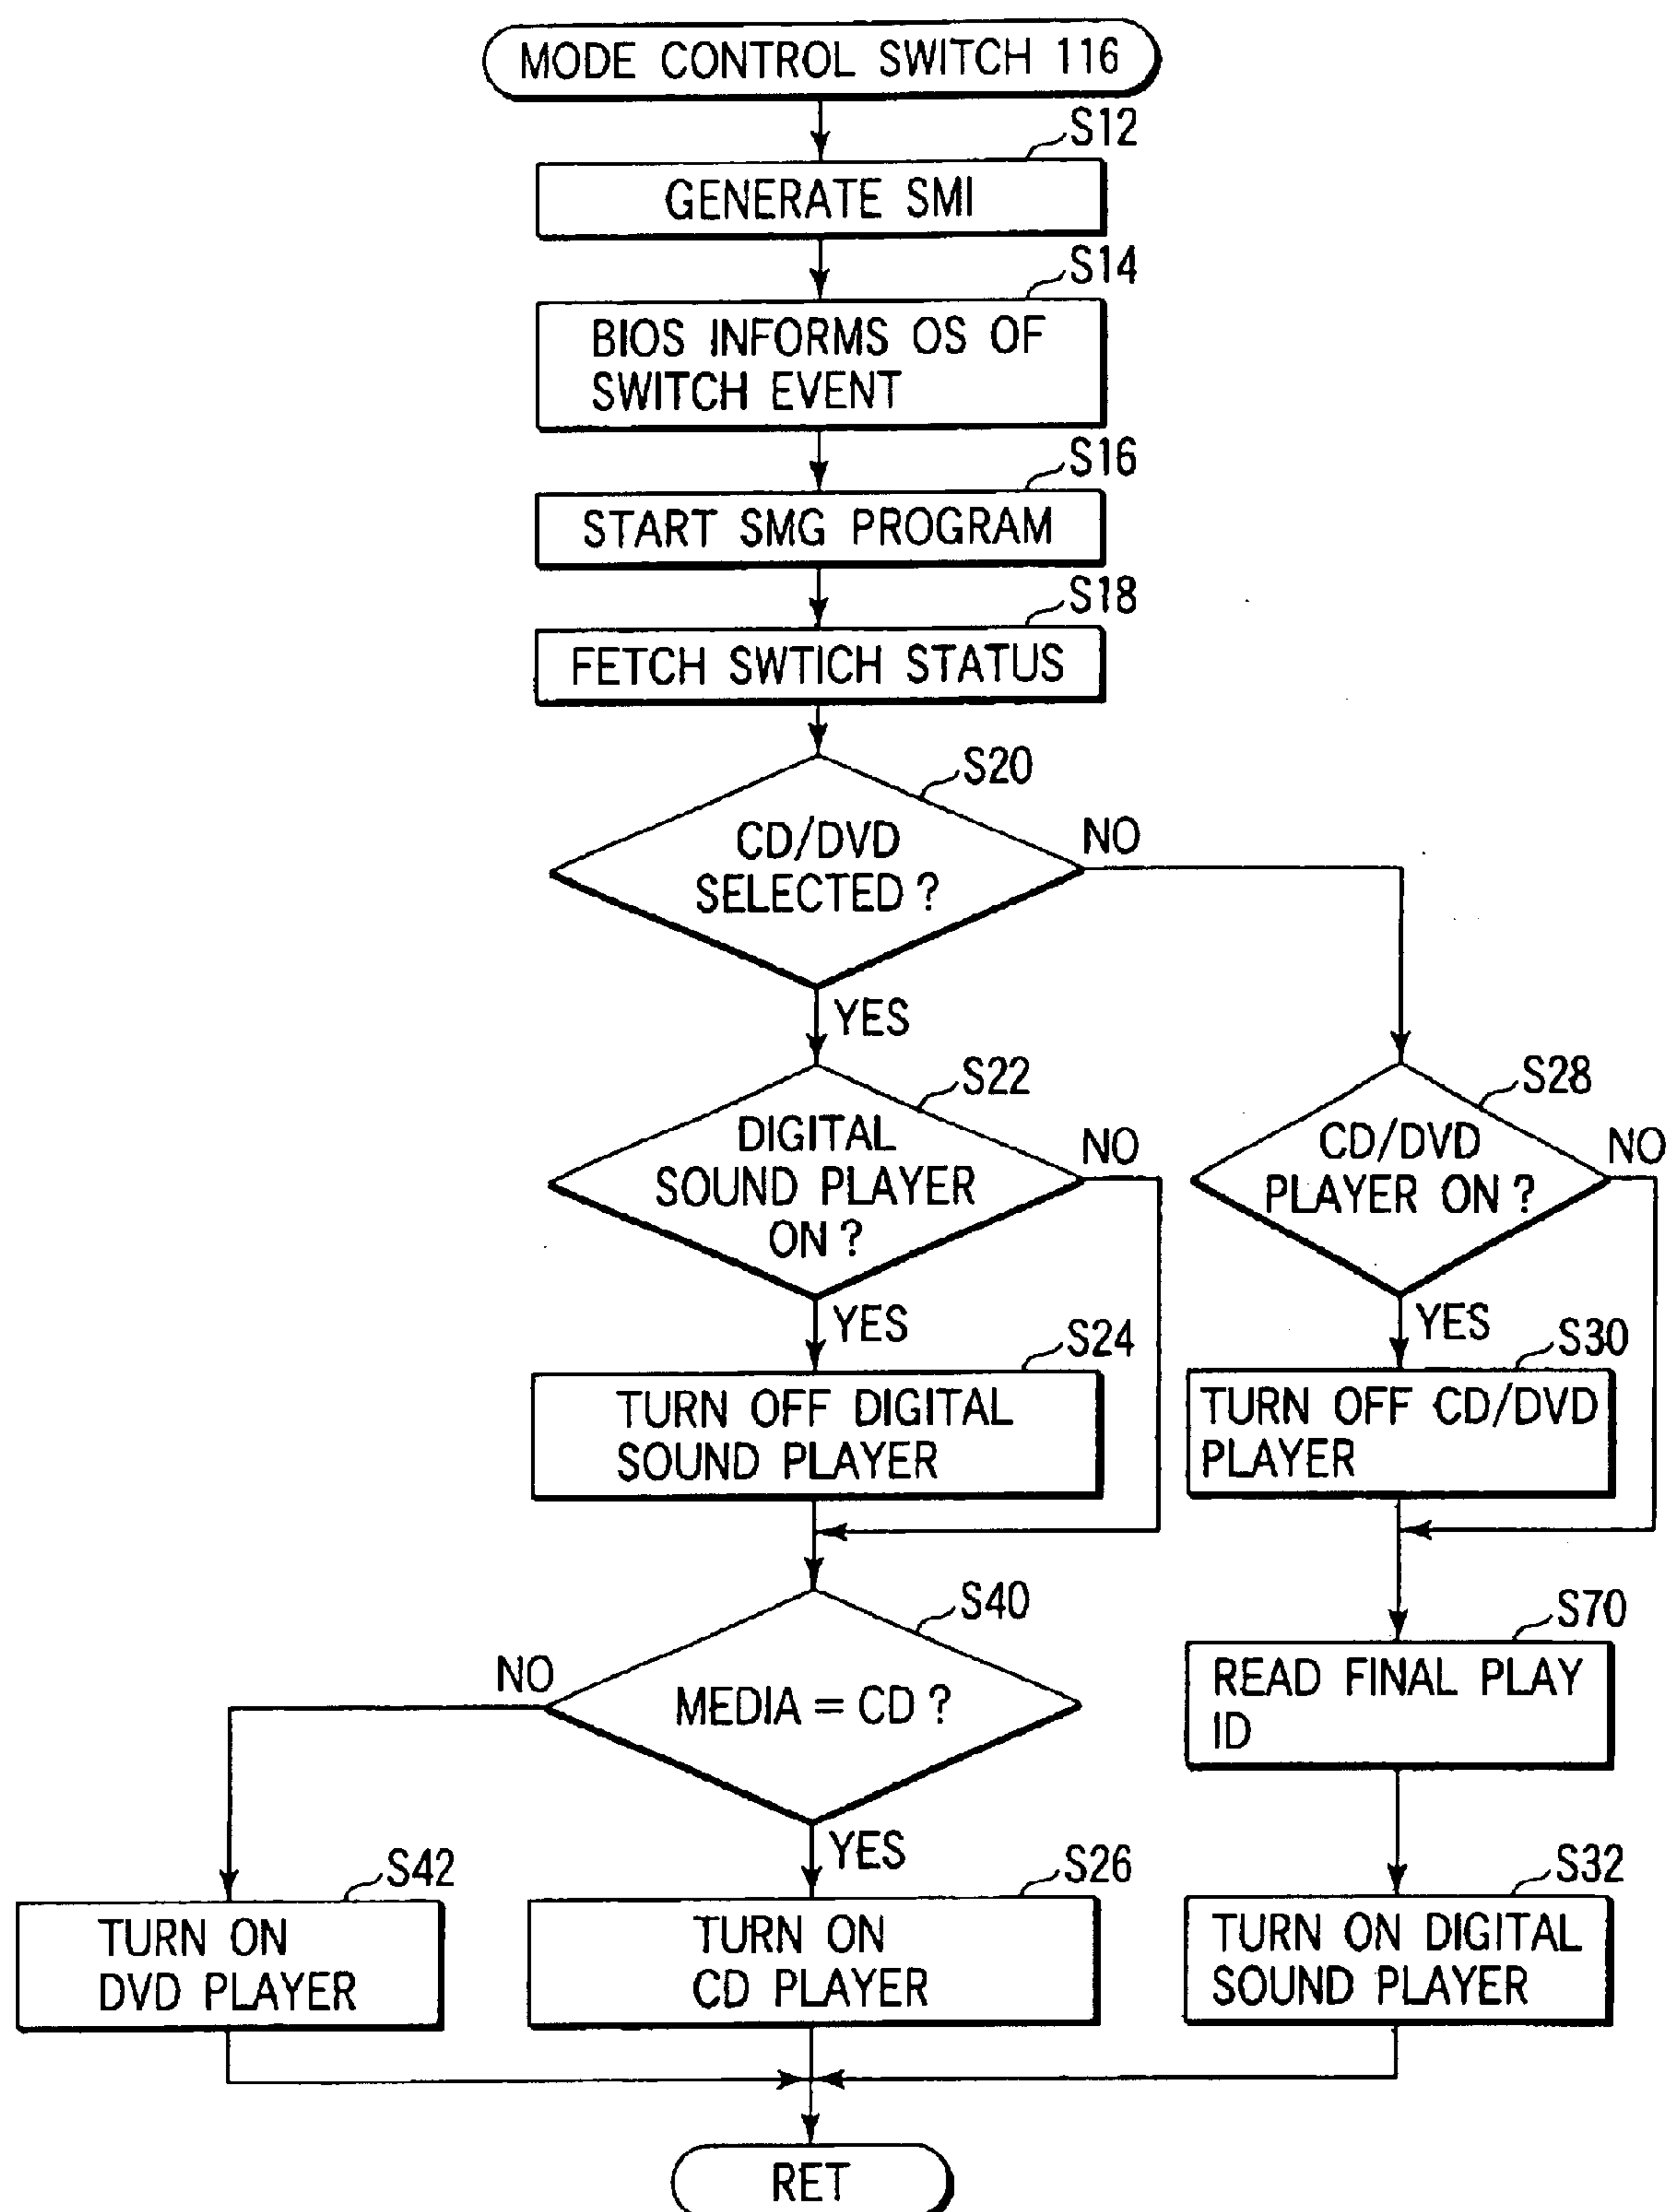 MODE CONTROL SWITCH 116
S12
GENERATE SMI
S14
BIOS INFORMS OS OF
SWITCH EVENT
S16
START SMG PROGRAM
S18
FETCH SWTICH STATUS
S20
CD/DVD
SELECTED ?
NO
YES
S22
DIGITAL
SOUND PLAYER
ON ?
NO
S28
CD/DVD
PLAYER ON ?
NO
YES
S24
TURN OFF DIGITAL
SOUND PLAYER
YES
S30
TURN OFF CD/DVD
PLAYER
S40
MEDIA = CD ?
NO
S70
READ FINAL PLAY
ID
YES
S42
TURN ON
DVD PLAYER
S26
TURN ON
CD PLAYER
S32
TURN ON DIGITAL
SOUND PLAYER
RET